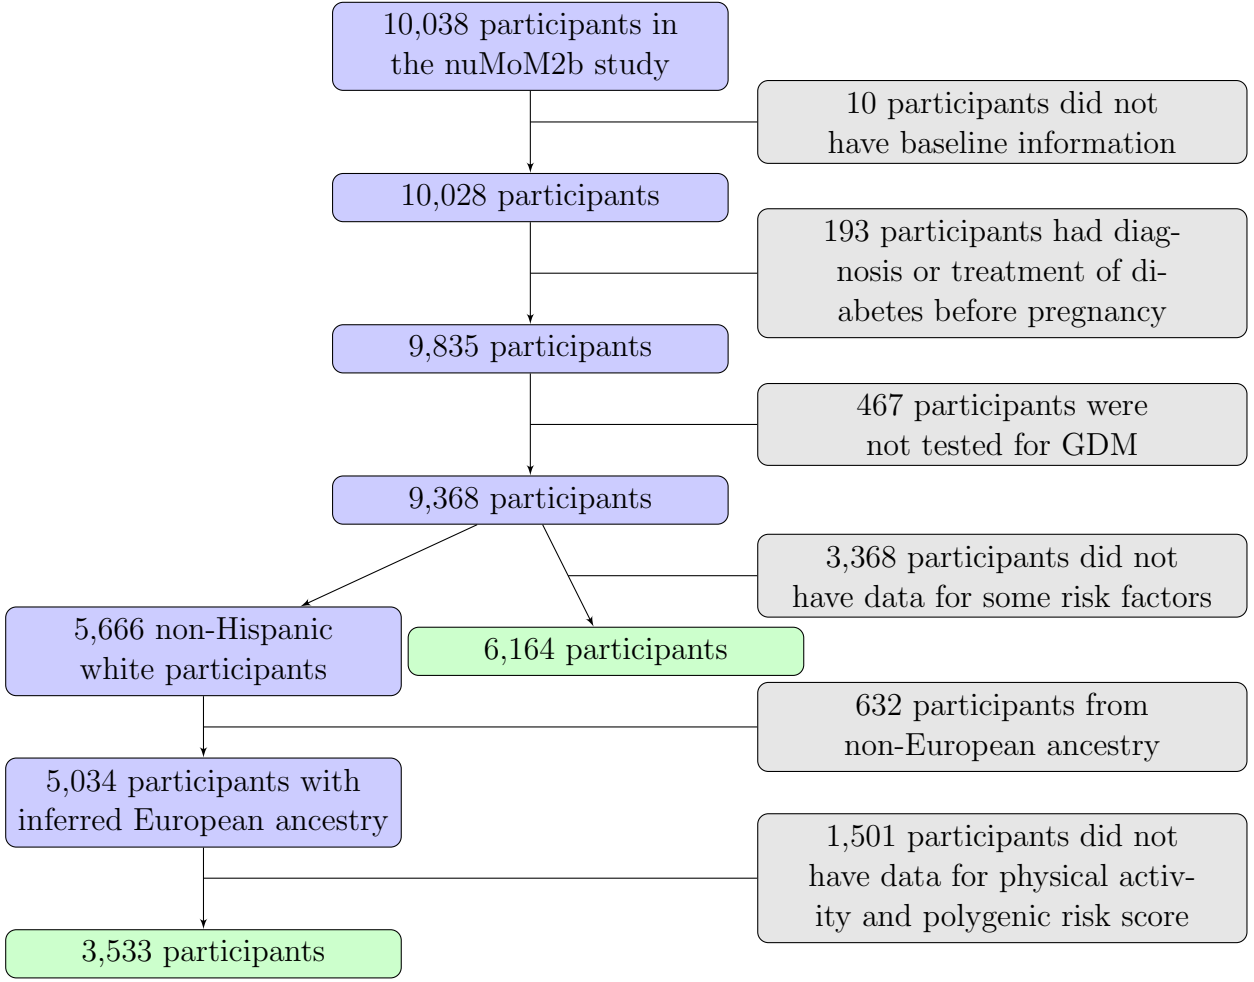 10,038 participants in
the nuMoM2b study
10 participants did not
have baseline information
10,028 participants
193 participants had diag-
nosis or treatment of di-
abetes before pregnancy
9,835 participants
467 participants were
not tested for GDM
9,368 participants
3,368 participants did not
have data for some risk factors
5,666 non-Hispanic
white participants
6,164 participants
632 participants from
non-European ancestry
5,034 participants with
inferred European ancestry
1,501 participants did not
have data for physical activ-
ity and polygenic risk score
3,533 participants